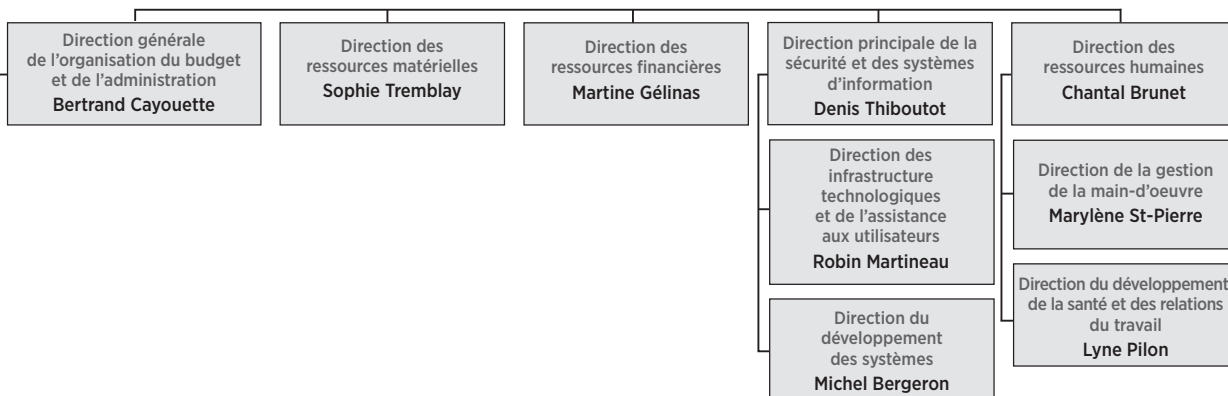 Direction générale
de l'organisation du budget
et de l'administration
Bertrand Cayouette
Direction des
ressources matérielles
Sophie Tremblay
Direction des
ressources financières
Martine Gélinas
Direction principale de la
sécurité et des systèmes
d'information
Denis Thiboutot
Direction des
infrastructure
technologiques
et de l'assistance
aux utilisateurs
Robin Martineau
Direction du
développement
des systèmes
Michel Bergeron
Direction des
ressources humaines
Chantal Brunet
Direction de la gestion
de la main-d'oeuvre
Marylène St-Pierre
Direction du développement
de la santé et des relations
du travail
Lyne Pilon